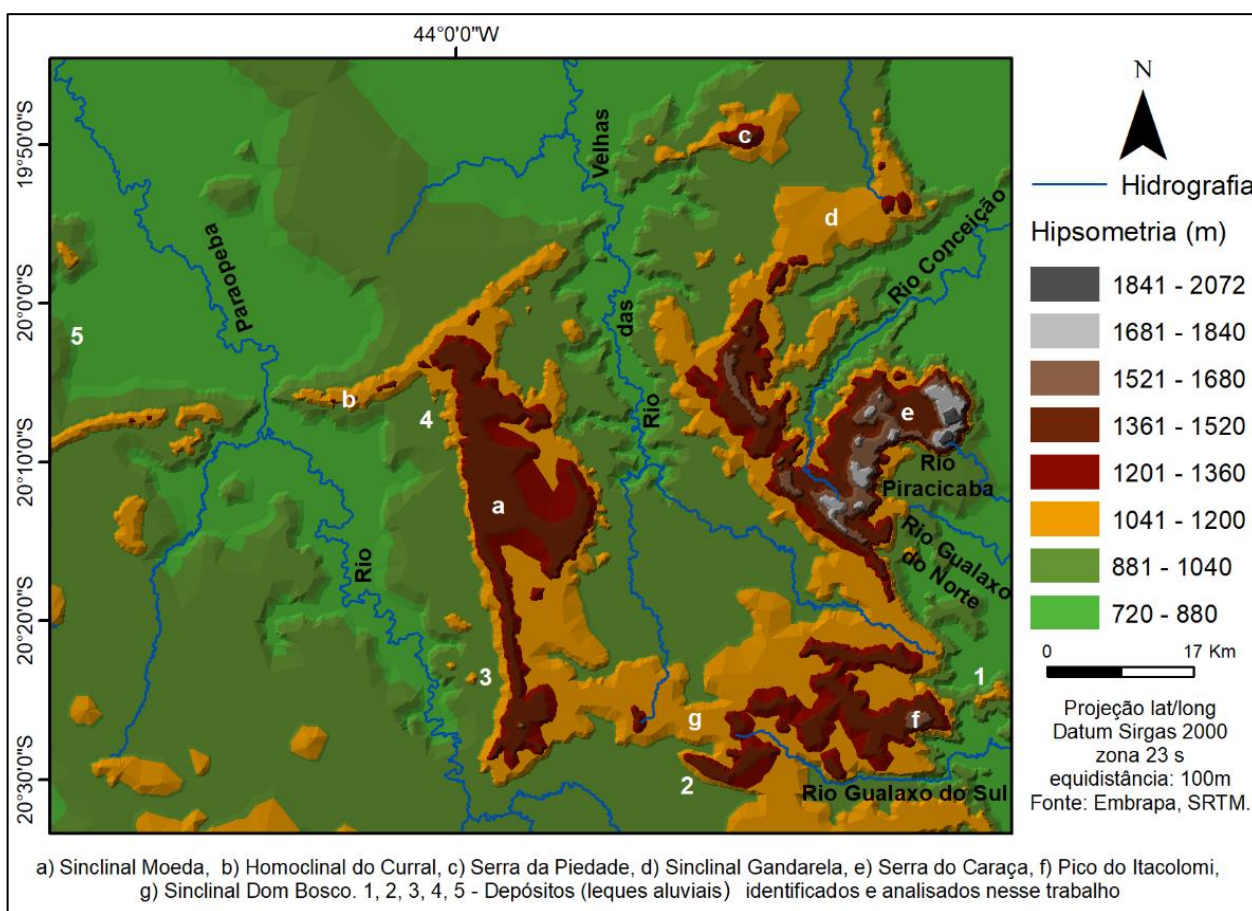 44°0'0"W
19°50'0"S
20°0'0"S
20°10'0"S
20°20'0"S
20°30'0"S
Velhas
c
d
Rio Conceição
Paraopeba
das
5
b
4
e
Rio
Rio
Piracicaba
a
Rio Gualaxo
do Norte
Rio
3
1
g
f
2
Rio Gualaxo do Sul
N
Hidrografia
Hipsometria (m)
1841 - 2072
1681 - 1840
1521 - 1680
1361 - 1520
1201 - 1360
1041 - 1200
881 - 1040
720 - 880
0 17 Km
Projeção lat/long
Datum Sirgas 2000
zona 23 s
equidistância: 100m
Fonte: Embrapa, SRTM.
a) Sinclinal Moeda, b) Homoclinal do Curral, c) Serra da Piedade, d) Sinclinal Gandarela, e) Serra do Caraça, f) Pico do Itacolomi,
g) Sinclinal Dom Bosco. 1, 2, 3, 4, 5 - Depósitos (leques aluviais) identificados e analisados nesse trabalho